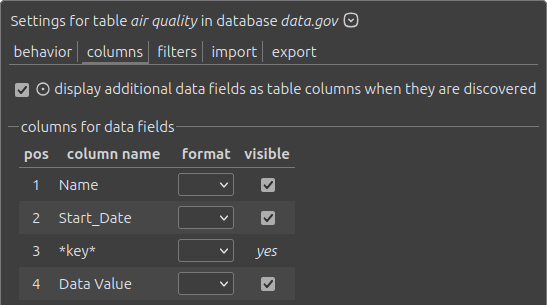 Settings for table air quality in database data.gov
behavior columns filters import export
display additional data fields as table columns when they are discovered
columns for data fields
pos column name format visible
1 Name
2 Start_Date
3 *key* yes
4 Data Value